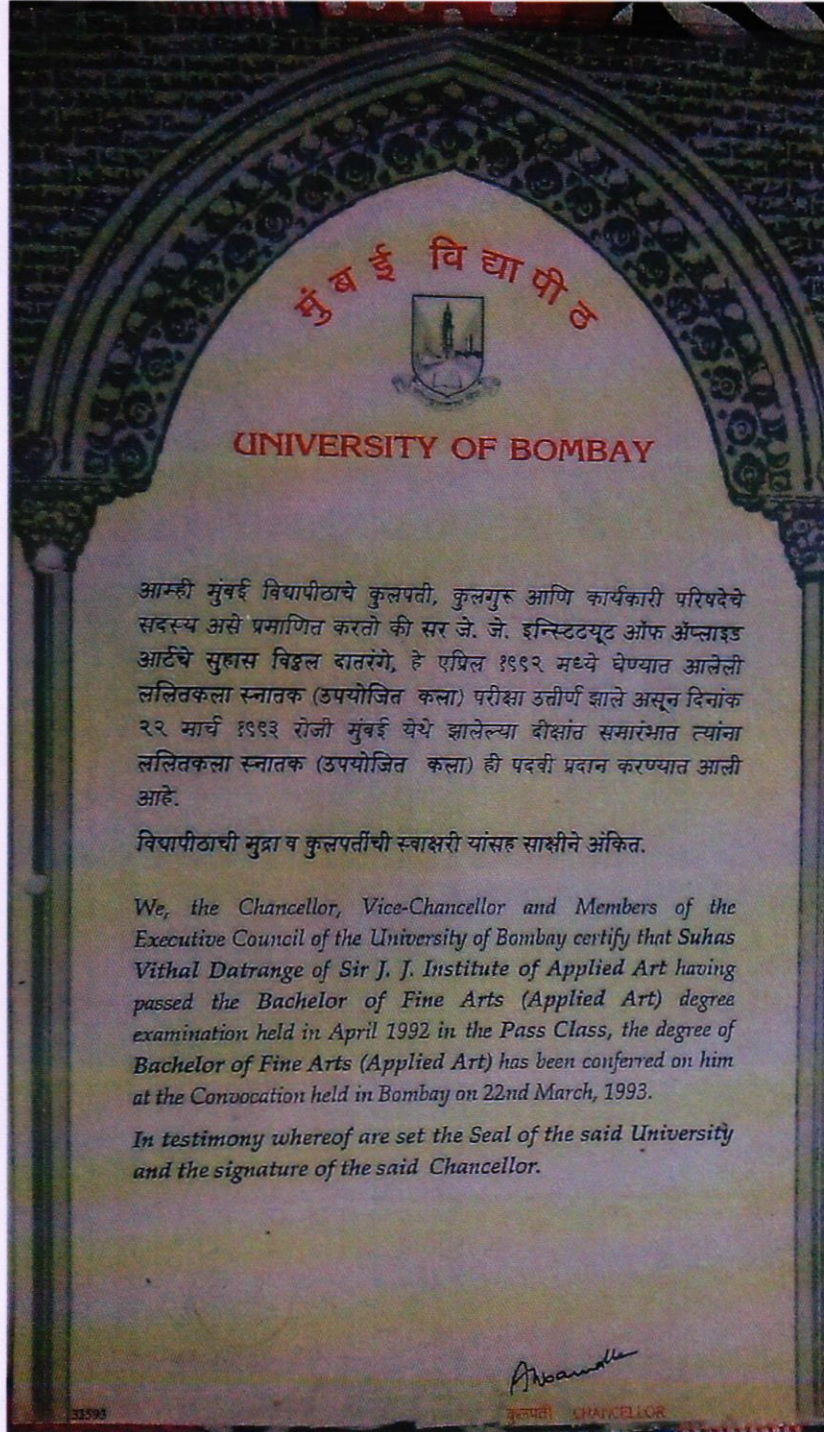 मुंबई विद्यापीठ
UNIVERSITY OF BOMBAY
आम्ही मुंबई विद्यापीठाचे कुलपती, कुलगुरू आणि कार्यकारी परिषदेचे
सदस्य असे प्रमाणित करतो की सर जे. जे. इन्स्टिटयूट ऑफ अ‍ॅप्लाइड
आर्टचे सुहास विठ्ठल दातरंगे, हे एप्रिल १९९२ मध्ये घेण्यात आलेली
ललितकला स्नातक (उपयोजित कला) परीक्षा उत्तीर्ण झाले असून दिनांक
२२ मार्च १९९३ रोजी मुंबई येथे झालेल्या दीक्षांत समारंभात त्यांना
ललितकला स्नातक (उपयोजित कला) ही पदवी प्रदान करण्यात आली
आहे.
विद्यापीठाची मुद्रा व कुलपतींची स्वाक्षरी यांसह साक्षीने अंकित.
We, the Chancellor, Vice-Chancellor and Members of the
Executive Council of the University of Bombay certify that Suhas
Vithal Datrange of Sir J. J. Institute of Applied Art having
passed the Bachelor of Fine Arts (Applied Art) degree
examination held in April 1992 in the Pass Class, the degree of
Bachelor of Fine Arts (Applied Art) has been conferred on him
at the Convocation held in Bombay on 22nd March, 1993.
In testimony whereof are set the Seal of the said University
and the signature of the said Chancellor.
कुलपती CHANCELLOR